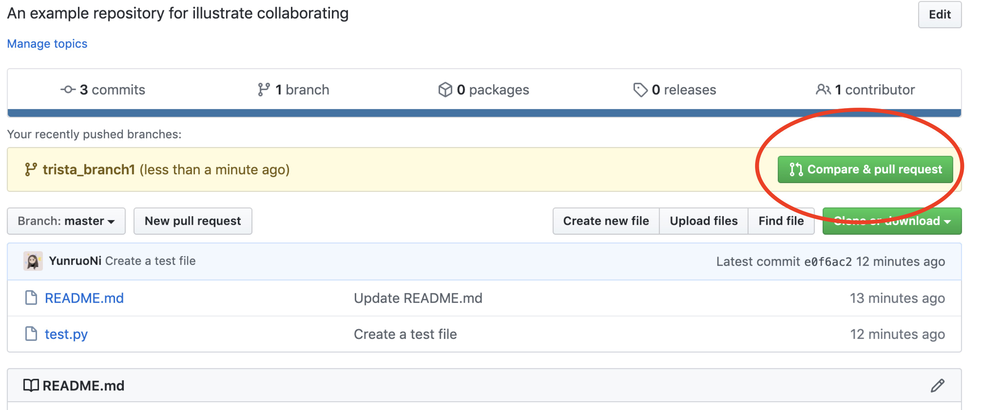 An example repository for illustrate collaborating
Edit
Manage topics
3 commits
1 branch
0 packages
0 releases
1 contributor
Your recently pushed branches:
trista_branch1 (less than a minute ago)
Compare & pull request
Branch: master
New pull request
Create new file
Upload files
Find file
Clone or download
YunruoNi Create a test file
Latest commit e0f6ac2 12 minutes ago
README.md
Update README.md
13 minutes ago
test.py
Create a test file
12 minutes ago
README.md